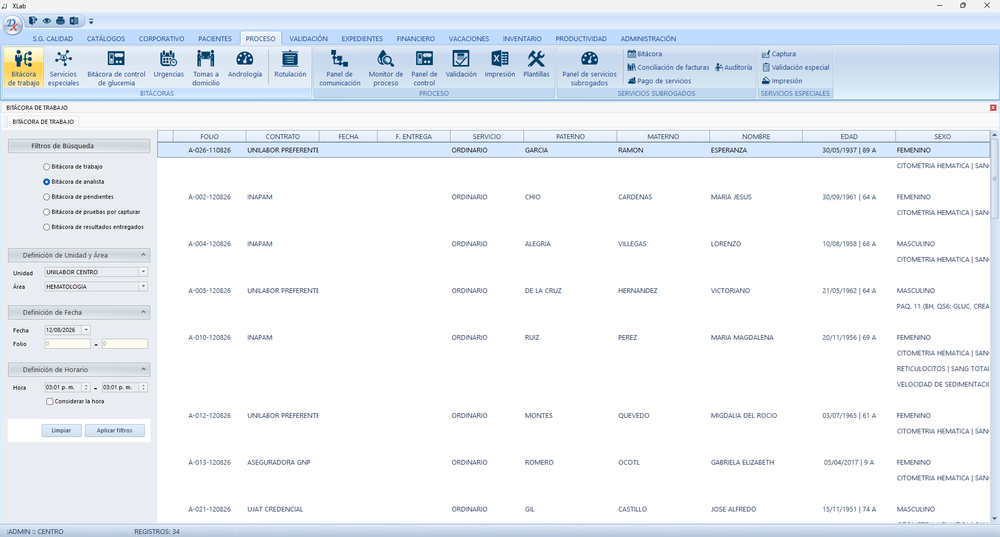 XLab
S.G. CALIDAD CATÁLOGOS CORPORATIVO PACIENTES PROCESO VALIDACIÓN EXPEDIENTES FINANCIERO VACACIONES INVENTARIO PRODUCTIVIDAD ADMINISTRACIÓN
Bitácora de trabajo
Servicios especiales
Bitácora de control de glucemia
Urgencias
Tomas a domicilio
Andrología
Rotulación
BITÁCORAS
Panel de comunicación
Monitor de proceso
Panel de control
Validación
Impresión
Plantillas
PROCESO
Panel de servicios subrogados
Bitácora
Conciliación de facturas
Auditoría
Pago de servicios
SERVICIOS SUBROGADOS
Captura
Validación especial
Impresión
SERVICIOS ESPECIALES
BITÁCORA DE TRABAJO
BITÁCORA DE TRABAJO
Filtros de Búsqueda
Bitácora de trabajo
Bitácora de analista
Bitácora de pendientes
Bitácora de pruebas por capturar
Bitácora de resultados entregados
Definición de Unidad y Área
Unidad UNILABOR CENTRO
Área HEMATOLOGIA
Definición de Fecha
Fecha 12/08/2026
Folio 0 - 0
Definición de Horario
Hora 03:01 p. m. - 03:01 p. m.
Considerar la hora
Limpiar Aplicar filtros
FOLIO CONTRATO FECHA F. ENTREGA SERVICIO PATERNO MATERNO NOMBRE EDAD SEXO
A-026-110826 UNILABOR PREFERENTE ORDINARIO GARCIA RAMON ESPERANZA 30/05/1937 | 89 A FEMENINO
CITOMETRIA HEMATICA | SAN
A-002-120826 INAPAM ORDINARIO CHIO CARDENAS MARIA JESUS 30/09/1961 | 64 A FEMENINO
CITOMETRIA HEMATICA | SAN
A-004-120826 INAPAM ORDINARIO ALEGRIA VILLEGAS LORENZO 10/08/1958 | 68 A MASCULINO
CITOMETRIA HEMATICA | SAN
A-005-120826 UNILABOR PREFERENTE ORDINARIO DE LA CRUZ HERNANDEZ VICTORIANO 21/05/1962 | 64 A MASCULINO
PAQ. 11 (BH, QS6: GLUC, CREA
A-010-120826 INAPAM ORDINARIO RUIZ PEREZ MARIA MAGDALENA 20/11/1956 | 69 A FEMENINO
CITOMETRIA HEMATICA | SAN
RETICULOCITOS | SANG TOTAL
VELOCIDAD DE SEDIMENTACIO
A-012-120826 UNILABOR PREFERENTE ORDINARIO MONTES QUEVEDO MIGDALIA DEL ROCIO 03/07/1965 | 61 A FEMENINO
CITOMETRIA HEMATICA | SAN
A-013-120826 ASEGURADORA GNP ORDINARIO ROMERO OCOTL GABRIELA ELIZABETH 05/04/2017 | 9 A FEMENINO
CITOMETRIA HEMATICA | SAN
A-021-120826 UJAT CREDENCIAL ORDINARIO GIL CASTILLO JOSE ALFREDO 15/11/1951 | 74 A MASCULINO
:ADMIN :: CENTRO REGISTROS: 34